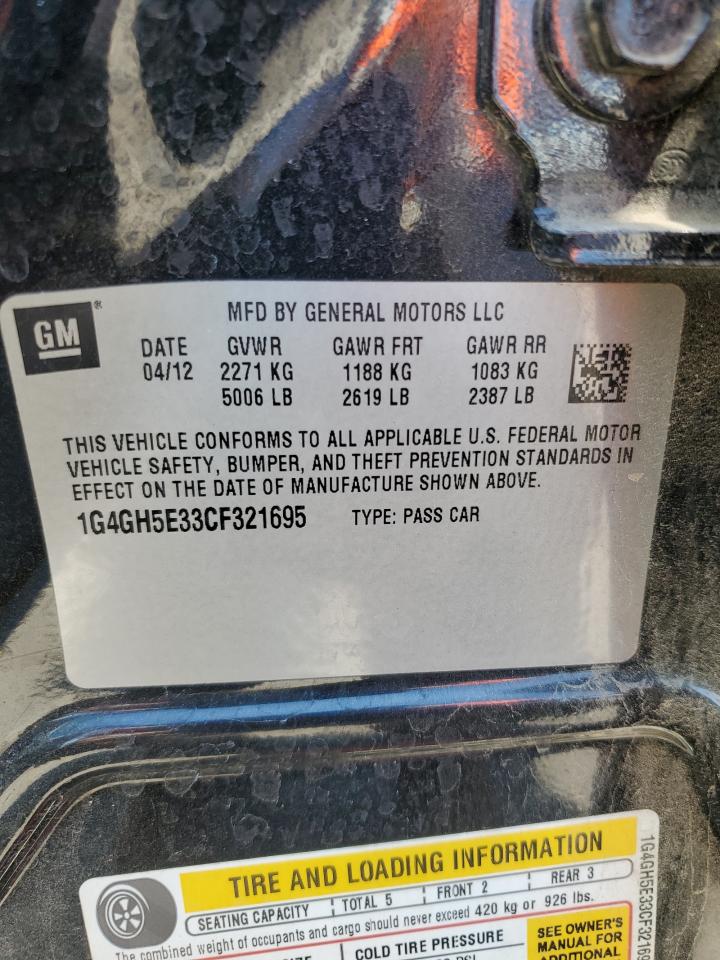 GM ®
MFD BY GENERAL MOTORS LLC
DATE GVWR GAWR FRT GAWR RR
04/12 2271 KG 1188 KG 1083 KG
5006 LB 2619 LB 2387 LB
THIS VEHICLE CONFORMS TO ALL APPLICABLE U.S. FEDERAL MOTOR
VEHICLE SAFETY, BUMPER, AND THEFT PREVENTION STANDARDS IN
EFFECT ON THE DATE OF MANUFACTURE SHOWN ABOVE.
1G4GH5E33CF321695 TYPE: PASS CAR
TIRE AND LOADING INFORMATION
SEATING CAPACITY TOTAL 5 FRONT 2 REAR 3
The combined weight of occupants and cargo should never exceed 420 kg or 926 lbs.
COLD TIRE PRESSURE
SEE OWNER'S
MANUAL FOR
ADDITIONAL
1G4GH5E33CF32169